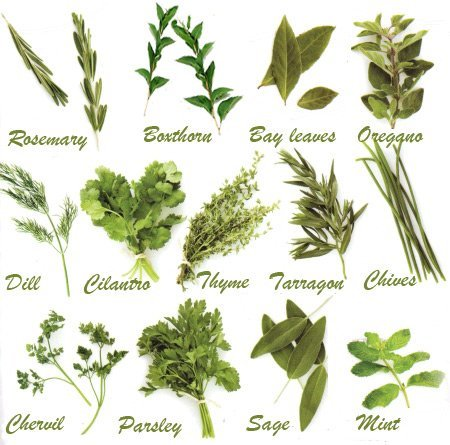 Rosemary
Boxthorn
Bay leaves
Oregano
Dill
Cilantro
Thyme
Tarragon
Chives
Chervil
Parsley
Sage
Mint